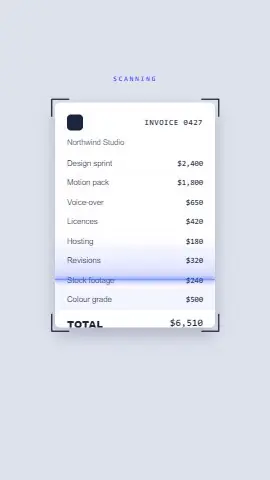 SCANNING
INVOICE 0427
Northwind Studio
Design sprint $2,400
Motion pack $1,800
Voice-over $650
Licences $420
Hosting $180
Revisions $320
Stock footage $240
Colour grade $500
TOTAL $6,510